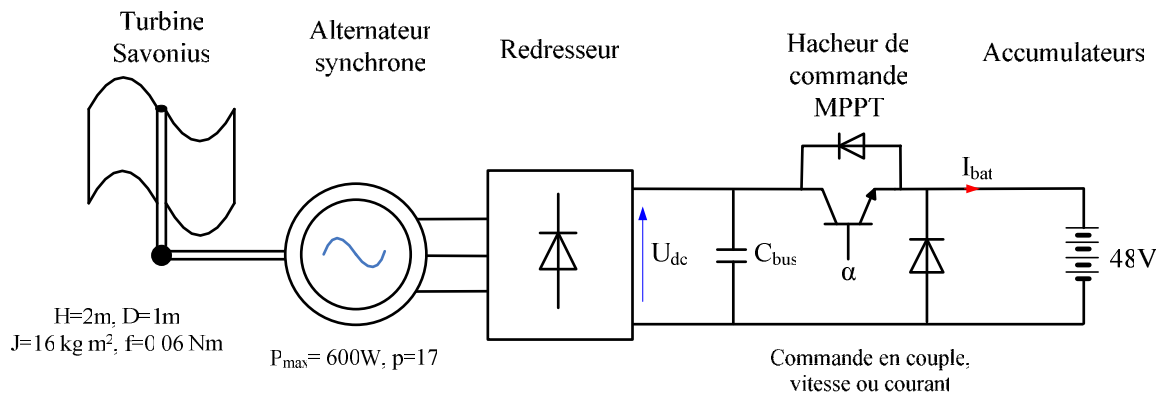 Turbine
Savonius
Alternateur
synchrone
Redresseur
Hacheur de
commande
MPPT
Accumulateurs
Ibat
Udc
Cbus
α
48V
H=2m, D=1m
J=16 kg m², f=0 06 Nm
Pmax= 600W, p=17
Commande en couple,
vitesse ou courant